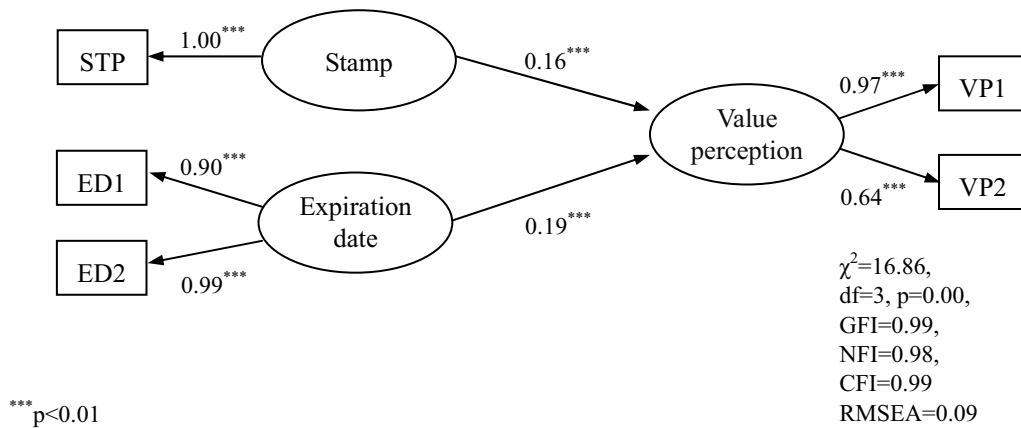 STP
1.00***
Stamp
0.16***
Value
perception
0.97***
VP1
0.64***
VP2
ED1
0.90***
Expiration
date
0.19***
ED2
0.99***
χ²=16.86,
df=3, p=0.00,
GFI=0.99,
NFI=0.98,
CFI=0.99
RMSEA=0.09
***p<0.01